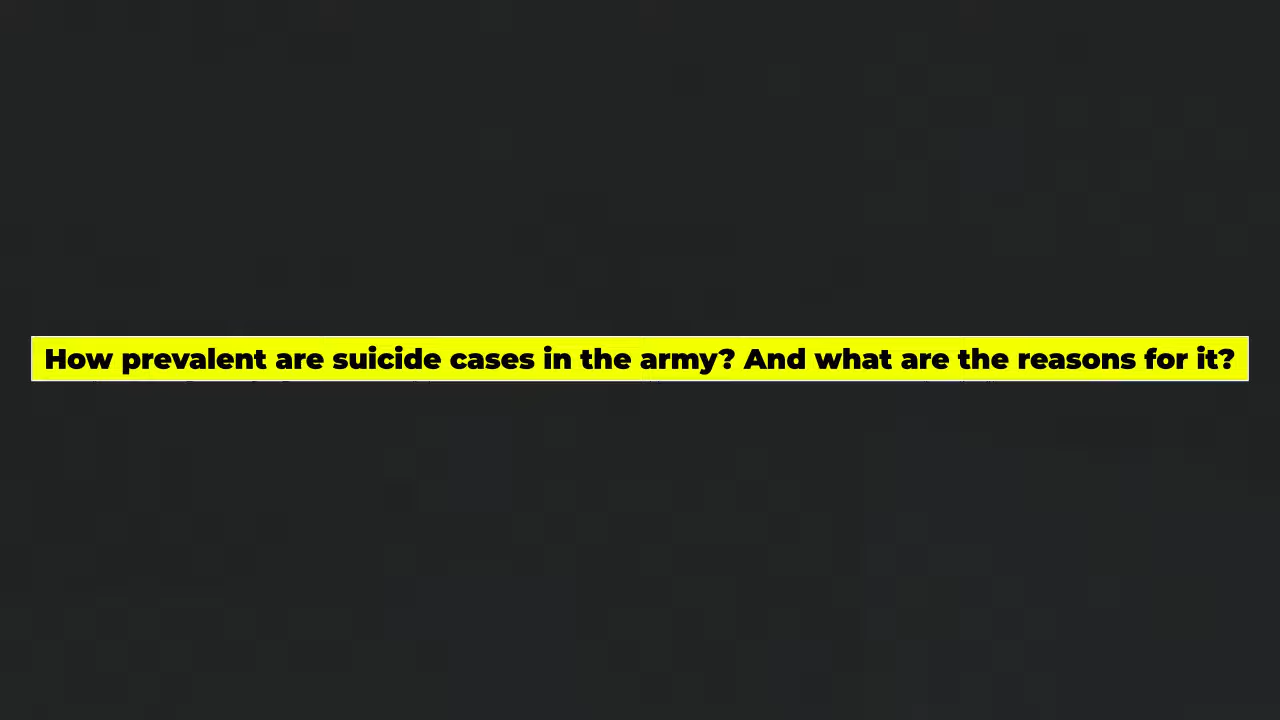 How prevalent are suicide cases in the army? And what are the reasons for it?